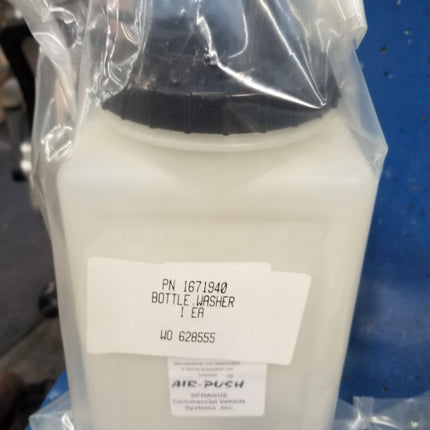 PN 1671940
BOTTLE.WASHER
1 EA
WO 628555
AIR-PUSH
SPRAGUE
Commercial Vehicle
Systems, Inc.